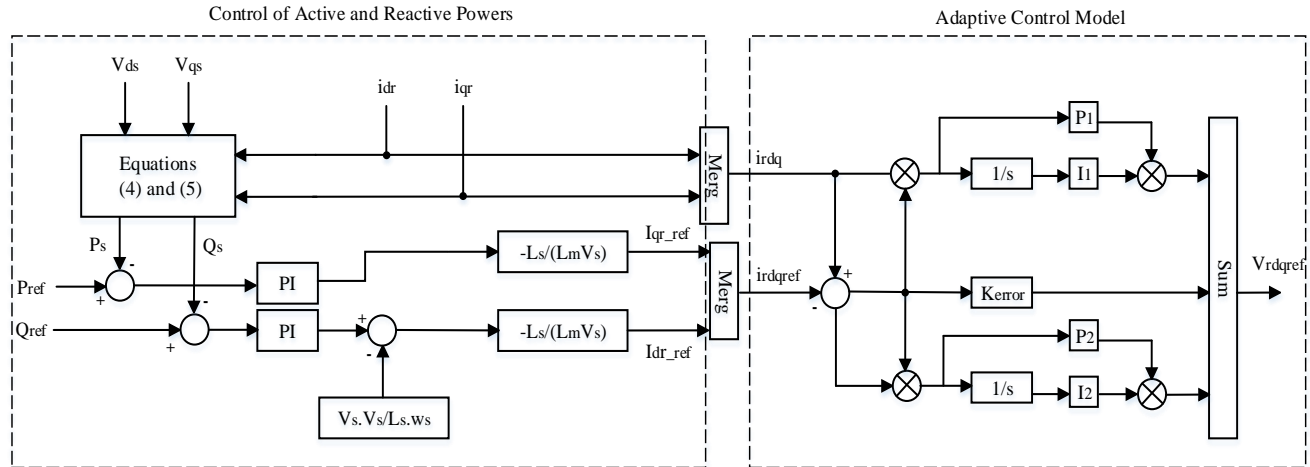 Control of Active and Reactive Powers
Adaptive Control Model
Vds
Vqs
idr
iqr
Equations
(4) and (5)
Merg
irdq
P1
1/s
I1
Ps
Qs
-
+
Pref
PI
-Ls/(LmVs)
Iqr_ref
Merg
irdqref
+
-
Kerror
Sum
Vrdqref
-
+
Qref
PI
+
-
-Ls/(LmVs)
Idr_ref
P2
1/s
I2
Vs.Vs/Ls.ws